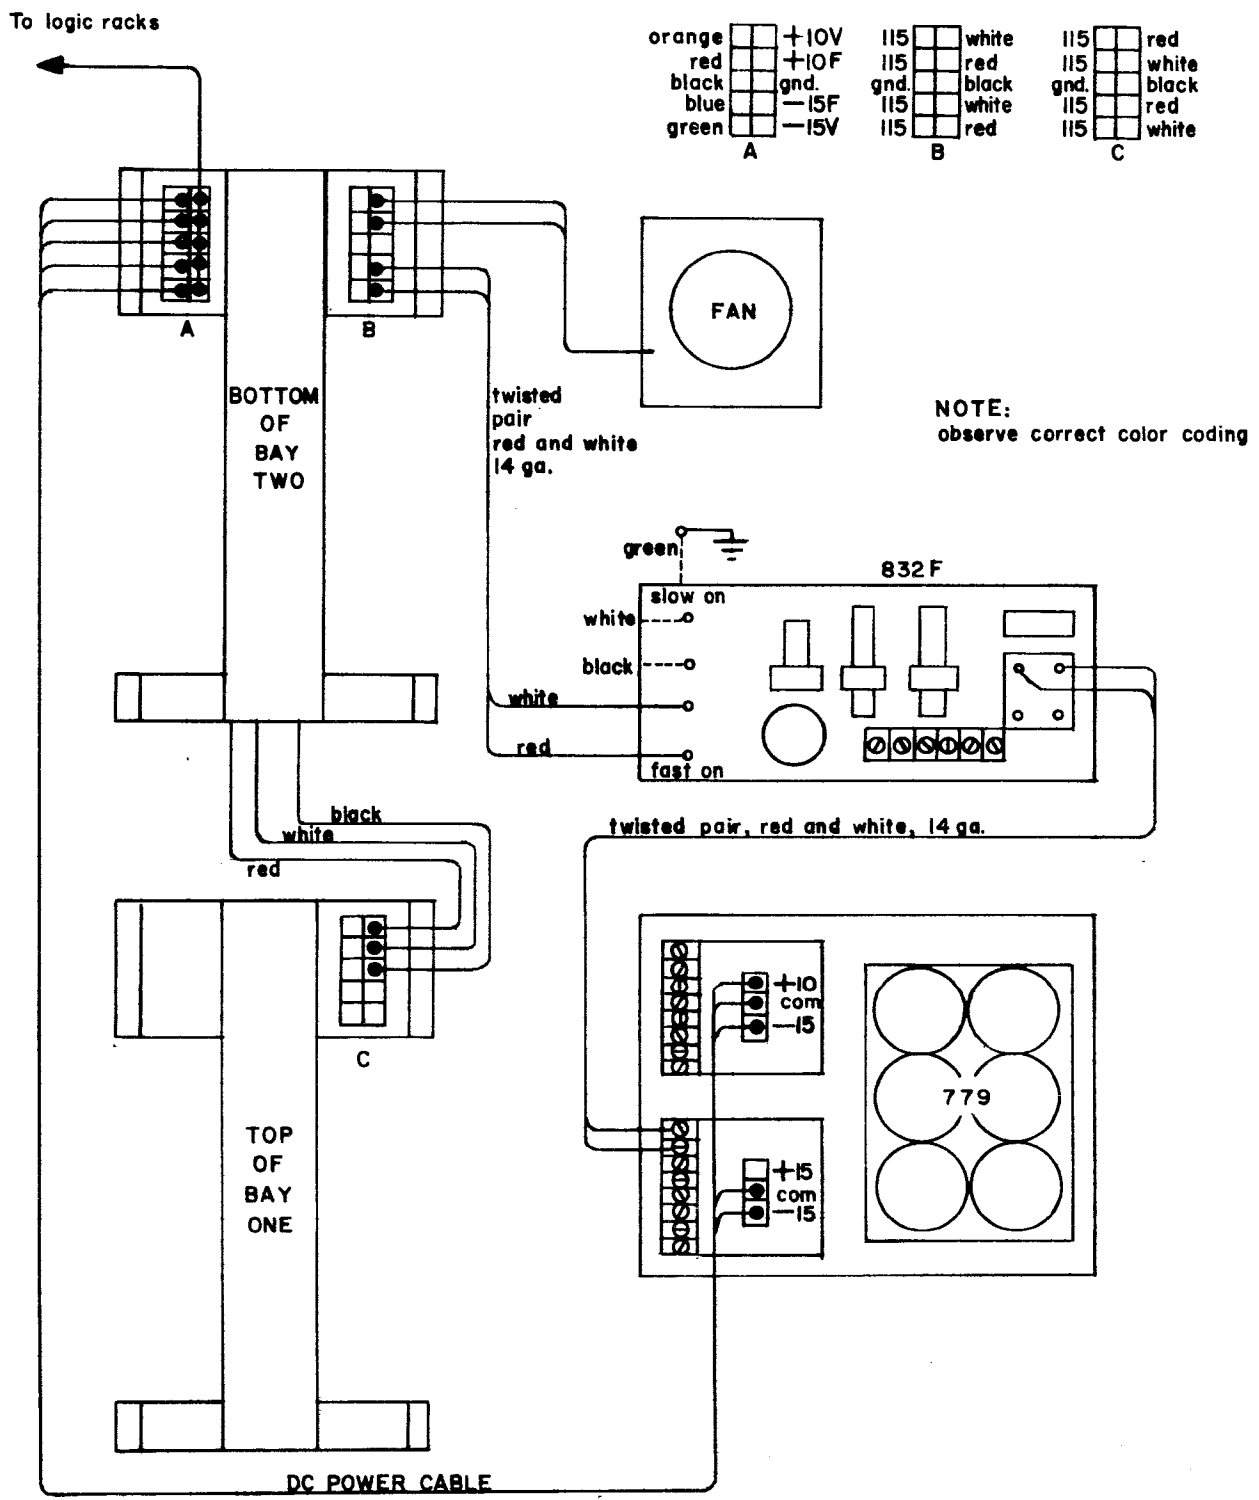 To logic racks
orange +10V
red +10F
black gnd.
blue -15F
green -15V
A
115 white
115 red
gnd. black
115 white
115 red
B
115 red
115 white
gnd. black
115 red
115 white
C
A
B
FAN
BOTTOM
OF
BAY
TWO
twisted
pair
red and white
14 ga.
NOTE:
observe correct color coding
green
832F
slow on
white
black
white
red
fast on
black
white
red
twisted pair, red and white, 14 ga.
C
+10
com
-15
779
TOP
OF
BAY
ONE
+15
com
-15
DC POWER CABLE